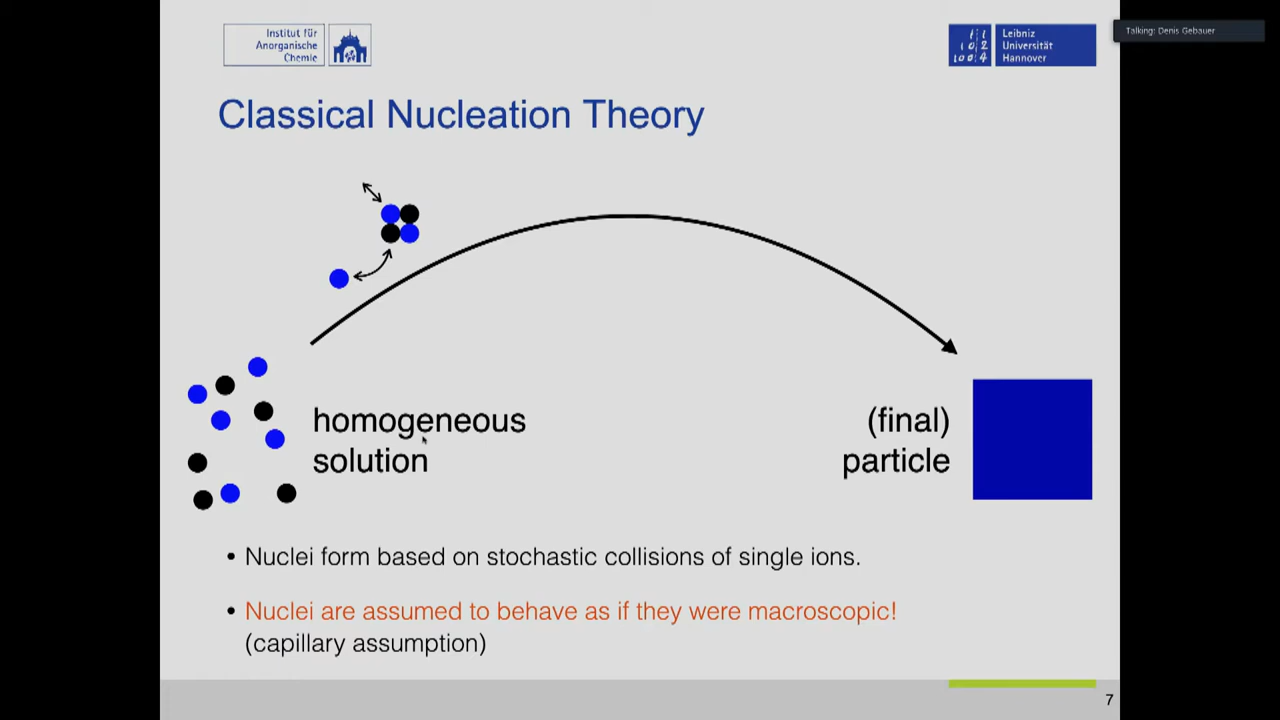 Institut für
Anorganische
Chemie
Leibniz
Universität
Hannover
Talking: Denis Gebauer
Classical Nucleation Theory
homogeneous
solution
(final)
particle
• Nuclei form based on stochastic collisions of single ions.
• Nuclei are assumed to behave as if they were macroscopic!
(capillary assumption)
7